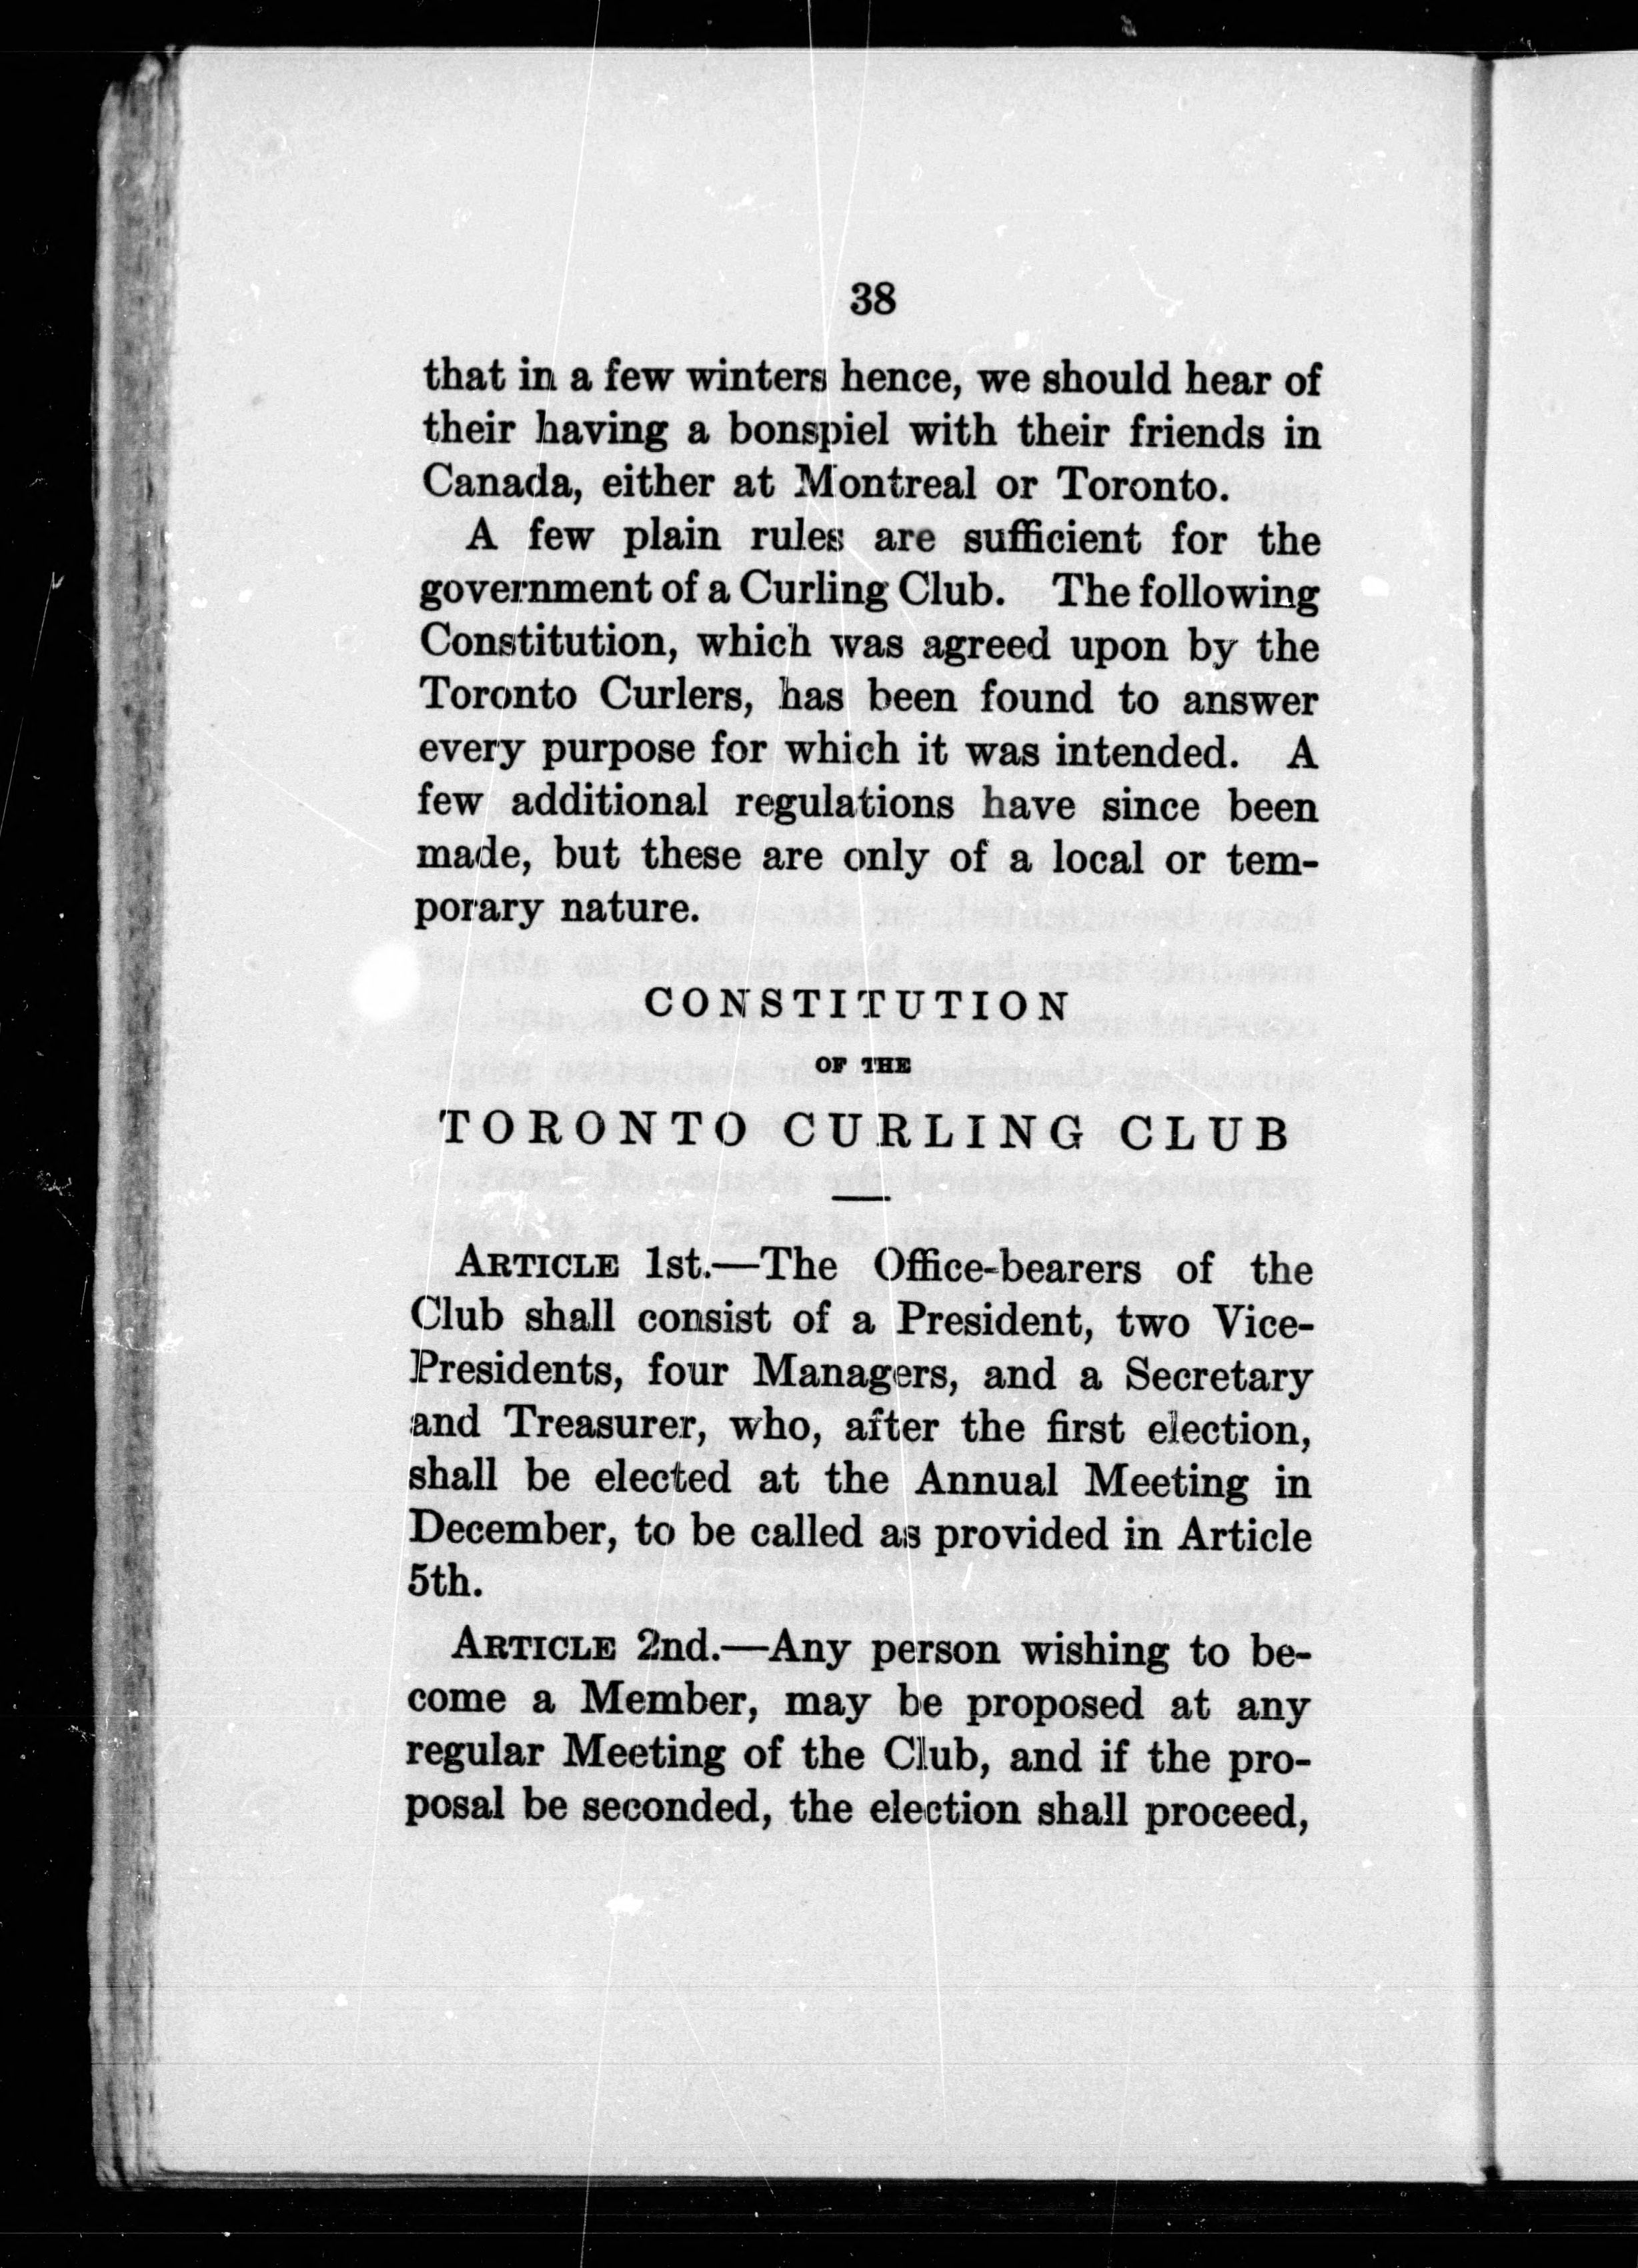 38
that in a few winters hence, we should hear of
their having a bonspiel with their friends in
Canada, either at Montreal or Toronto.
A few plain rules are sufficient for the
government of a Curling Club. The following
Constitution, which was agreed upon by the
Toronto Curlers, has been found to answer
every purpose for which it was intended. A
few additional regulations have since been
made, but these are only of a local or tem-
porary nature.
CONSTITUTION
OF THE
TORONTO CURLING CLUB
ARTICLE 1st.—The Office-bearers of the
Club shall consist of a President, two Vice-
Presidents, four Managers, and a Secretary
and Treasurer, who, after the first election,
shall be elected at the Annual Meeting in
December, to be called as provided in Article
5th.
ARTICLE 2nd.—Any person wishing to be-
come a Member, may be proposed at any
regular Meeting of the Club, and if the pro-
posal be seconded, the election shall proceed,